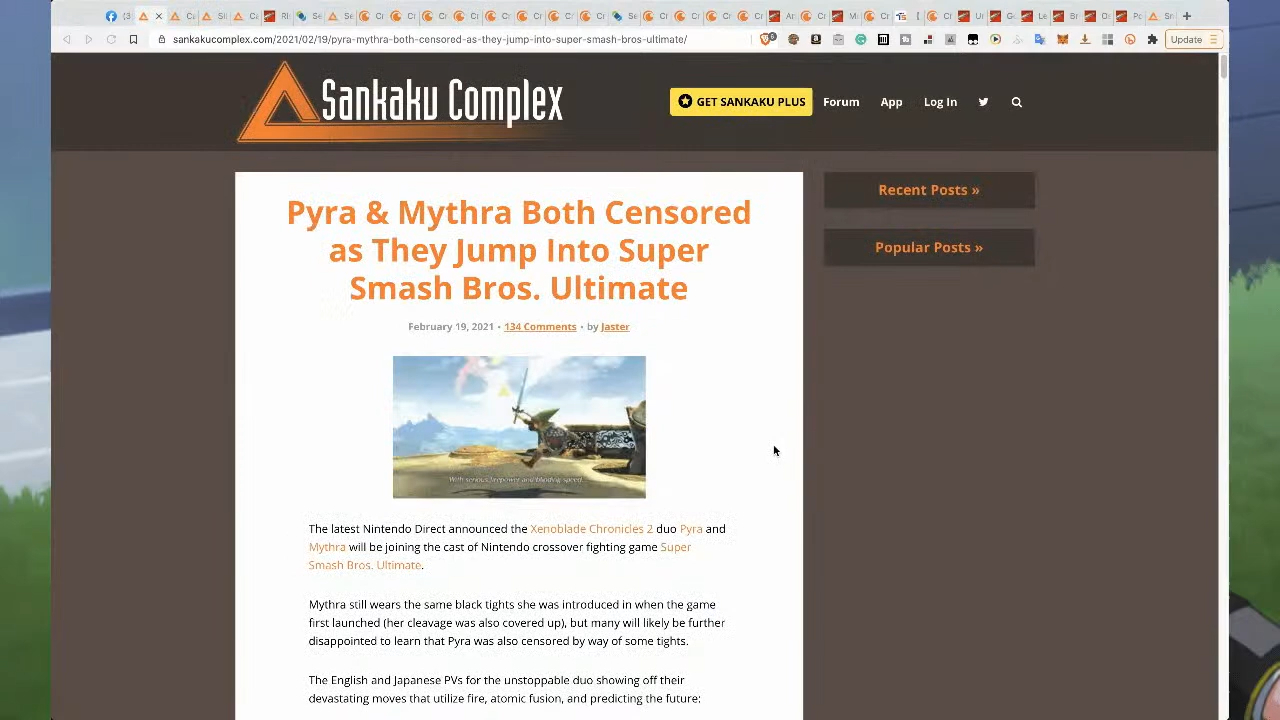 sankakucomplex.com/2021/02/19/pyra-mythra-both-censored-as-they-jump-into-super-smash-bros-ultimate/
Update
Sankaku Complex
GET SANKAKU PLUS
Forum
App
Log In
Pyra & Mythra Both Censored
as They Jump Into Super
Smash Bros. Ultimate
February 19, 2021 • 134 Comments • by Jaster
With serious firepower and blinding speed...
The latest Nintendo Direct announced the Xenoblade Chronicles 2 duo Pyra and
Mythra will be joining the cast of Nintendo crossover fighting game Super
Smash Bros. Ultimate.
Mythra still wears the same black tights she was introduced in when the game
first launched (her cleavage was also covered up), but many will likely be further
disappointed to learn that Pyra was also censored by way of some tights.
The English and Japanese PVs for the unstoppable duo showing off their
devastating moves that utilize fire, atomic fusion, and predicting the future:
Recent Posts »
Popular Posts »